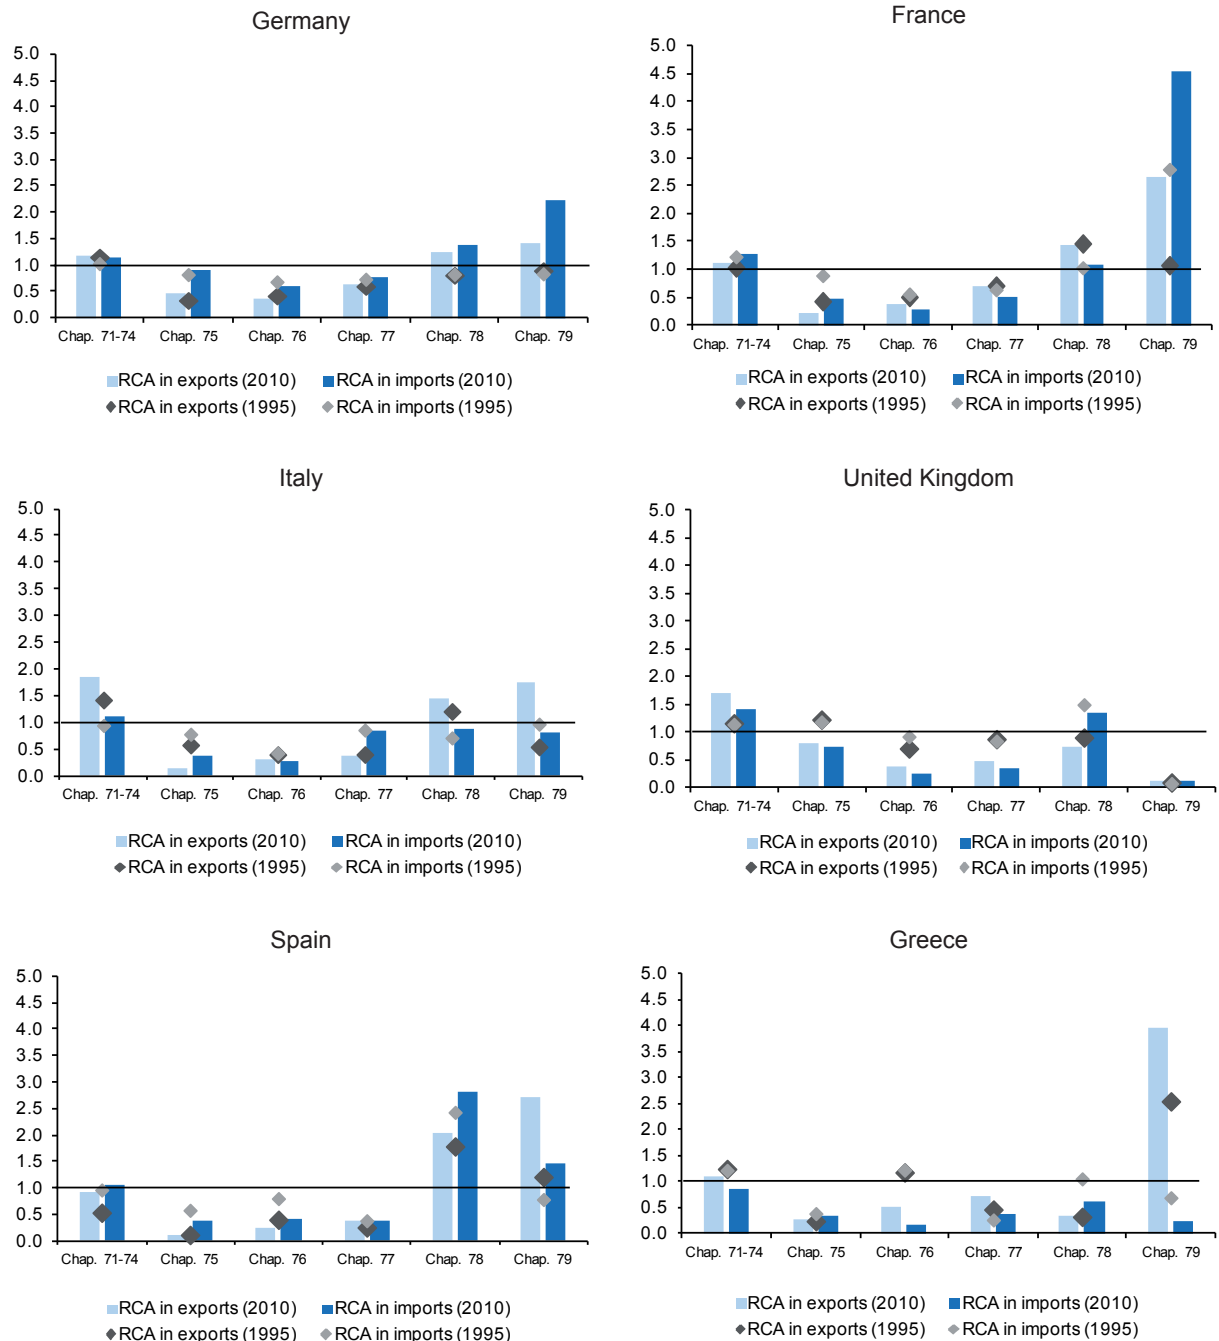 Germany
5.0
4.5
4.0
3.5
3.0
2.5
2.0
1.5
1.0
0.5
0.0
Chap. 71-74 Chap. 75 Chap. 76 Chap. 77 Chap. 78 Chap. 79
RCA in exports (2010) RCA in imports (2010)
RCA in exports (1995) RCA in imports (1995)
France
5.0
4.5
4.0
3.5
3.0
2.5
2.0
1.5
1.0
0.5
0.0
Chap. 71-74 Chap. 75 Chap. 76 Chap. 77 Chap. 78 Chap. 79
RCA in exports (2010) RCA in imports (2010)
RCA in exports (1995) RCA in imports (1995)
Italy
5.0
4.5
4.0
3.5
3.0
2.5
2.0
1.5
1.0
0.5
0.0
Chap. 71-74 Chap. 75 Chap. 76 Chap. 77 Chap. 78 Chap. 79
RCA in exports (2010) RCA in imports (2010)
RCA in exports (1995) RCA in imports (1995)
United Kingdom
5.0
4.5
4.0
3.5
3.0
2.5
2.0
1.5
1.0
0.5
0.0
Chap. 71-74 Chap. 75 Chap. 76 Chap. 77 Chap. 78 Chap. 79
RCA in exports (2010) RCA in imports (2010)
RCA in exports (1995) RCA in imports (1995)
Spain
5.0
4.5
4.0
3.5
3.0
2.5
2.0
1.5
1.0
0.5
0.0
Chap. 71-74 Chap. 75 Chap. 76 Chap. 77 Chap. 78 Chap. 79
RCA in exports (2010) RCA in imports (2010)
RCA in exports (1995) RCA in imports (1995)
Greece
5.0
4.5
4.0
3.5
3.0
2.5
2.0
1.5
1.0
0.5
0.0
Chap. 71-74 Chap. 75 Chap. 76 Chap. 77 Chap. 78 Chap. 79
RCA in exports (2010) RCA in imports (2010)
RCA in exports (1995) RCA in imports (1995)